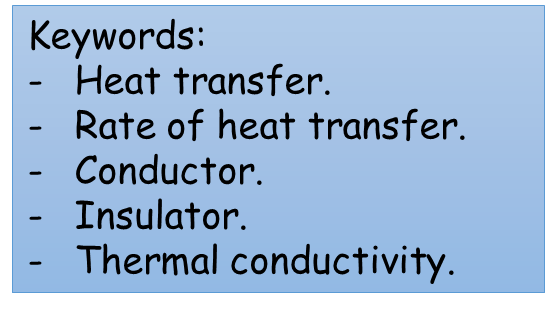 Keywords:
- Heat transfer.
- Rate of heat transfer.
- Conductor.
- Insulator.
- Thermal conductivity.